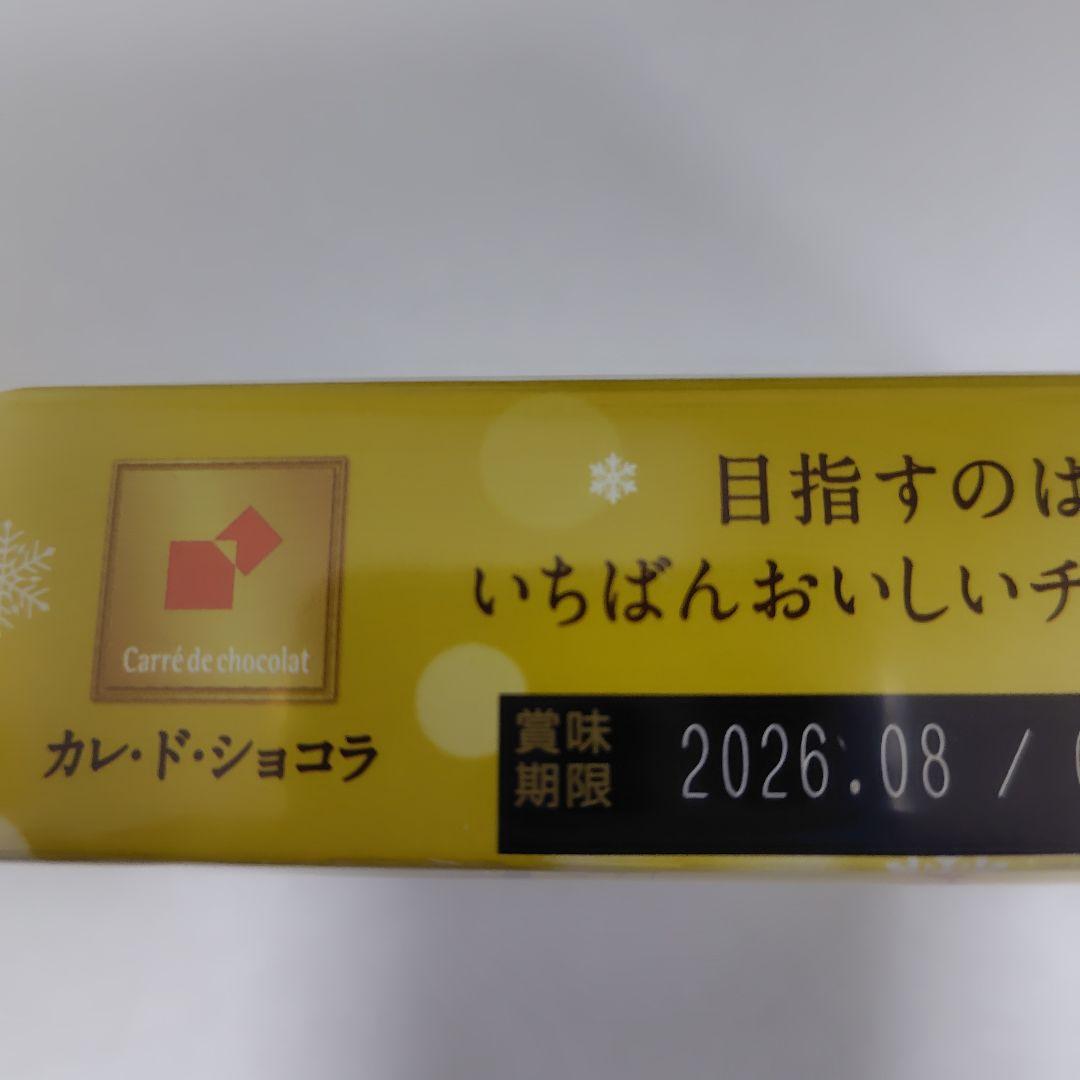 目指すのは
いちばんおいしいチ
Carré de chocolat
カレ・ド・ショコラ
賞味
期限
2026.08 /